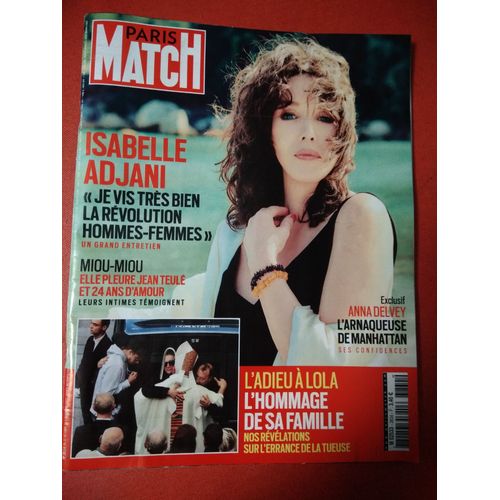 PARIS
MATCH
ISABELLE
ADJANI
« JE VIS TRÈS BIEN
LA RÉVOLUTION
HOMMES-FEMMES »
UN GRAND ENTRETIEN
MIOU-MIOU
ELLE PLEURE JEAN TEULÉ
ET 24 ANS D'AMOUR
LEURS INTIMES TÉMOIGNENT
Exclusif
ANNA DELVEY
L'ARNAQUEUSE
DE MANHATTAN
SES CONFIDENCES
L'ADIEU À LOLA
L'HOMMAGE
DE SA FAMILLE
NOS RÉVÉLATIONS
SUR L'ERRANCE DE LA TUEUSE